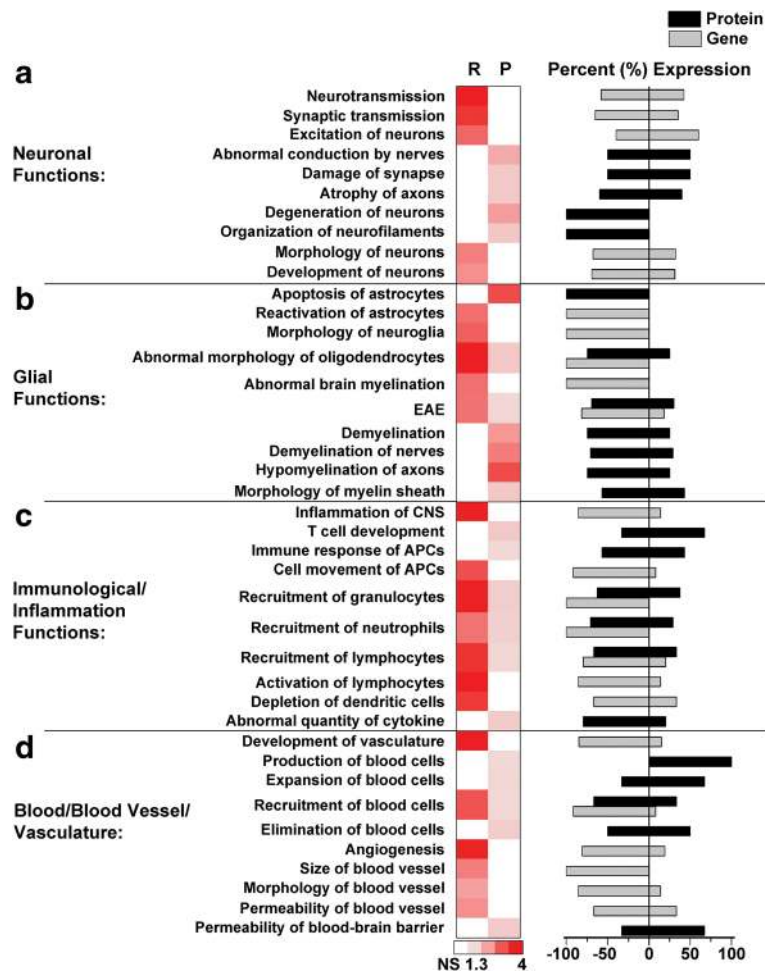 Protein
Gene
a
R P Percent (%) Expression
Neuronal
Functions:
Neurotransmission
Synaptic transmission
Excitation of neurons
Abnormal conduction by nerves
Damage of synapse
Atrophy of axons
Degeneration of neurons
Organization of neurofilaments
Morphology of neurons
Development of neurons
b
Glial
Functions:
Apoptosis of astrocytes
Reactivation of astrocytes
Morphology of neuroglia
Abnormal morphology of oligodendrocytes
Abnormal brain myelination
EAE
Demyelination
Demyelination of nerves
Hypomyelination of axons
Morphology of myelin sheath
c
Immunological/
Inflammation
Functions:
Inflammation of CNS
T cell development
Immune response of APCs
Cell movement of APCs
Recruitment of granulocytes
Recruitment of neutrophils
Recruitment of lymphocytes
Activation of lymphocytes
Depletion of dendritic cells
Abnormal quantity of cytokine
d
Blood/Blood Vessel/
Vasculature:
Development of vasculature
Production of blood cells
Expansion of blood cells
Recruitment of blood cells
Elimination of blood cells
Angiogenesis
Size of blood vessel
Morphology of blood vessel
Permeability of blood vessel
Permeability of blood-brain barrier
NS 1.3 4
-100 -50 0 50 100